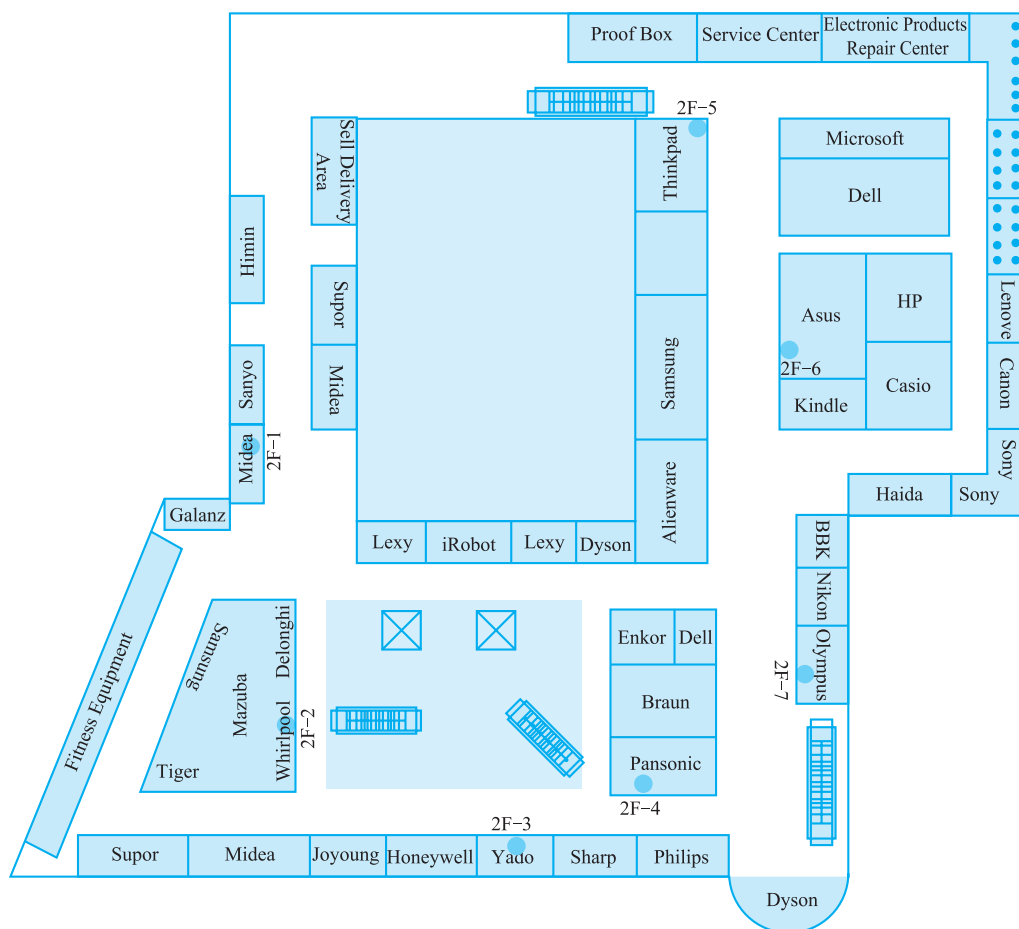 Proof Box
Service Center
Electronic Products
Repair Center
2F-5
Sell Delivery
Area
Thinkpad
Microsoft
Dell
Himin
Supor
Asus
HP
Lenove
Sanyo
Midea
Samsung
2F-6
Casio
Canon
Kindle
Midea
2F-1
Sony
Galanz
Alienware
Haida
Sony
Lexy
iRobot
Lexy
Dyson
BBK
Nikon
Olympus
2F-7
Fitness Equipment
Samsung
Delonghi
Mazuba
Whirlpool
2F-2
Tiger
Enkor
Dell
Braun
Pansonic
2F-4
2F-3
Supor
Midea
Joyoung
Honeywell
Yado
Sharp
Philips
Dyson